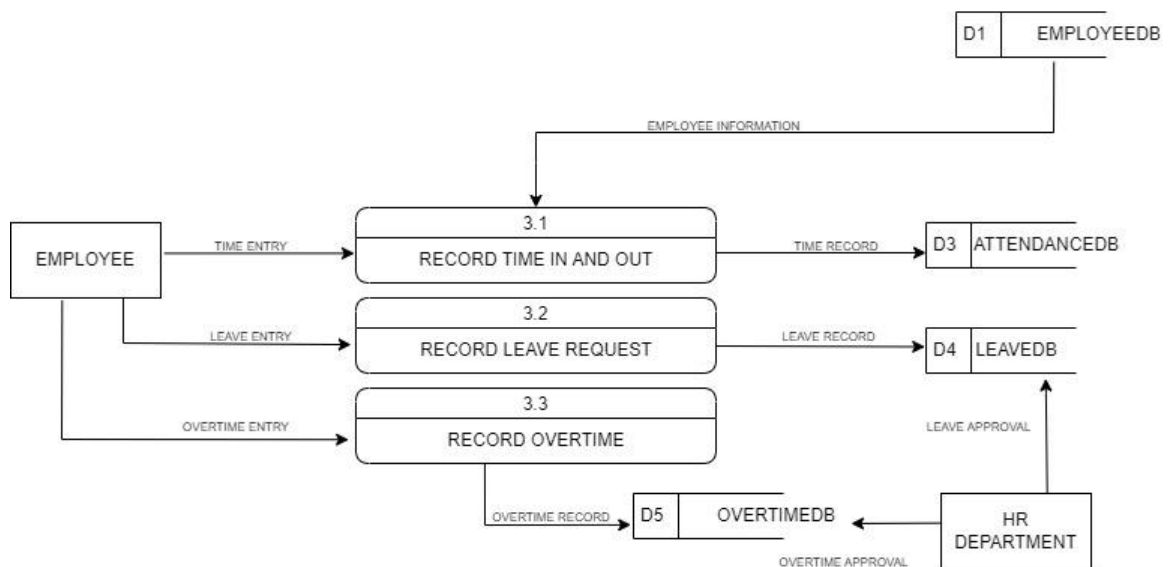 D1 EMPLOYEEDB
EMPLOYEE INFORMATION
3.1
EMPLOYEE
TIME ENTRY
RECORD TIME IN AND OUT
TIME RECORD
D3 ATTENDANCEDB
3.2
LEAVE ENTRY
RECORD LEAVE REQUEST
LEAVE RECORD
D4 LEAVEDB
3.3
OVERTIME ENTRY
RECORD OVERTIME
LEAVE APPROVAL
OVERTIME RECORD
D5 OVERTIMEDB
HR
DEPARTMENT
OVERTIME APPROVAL